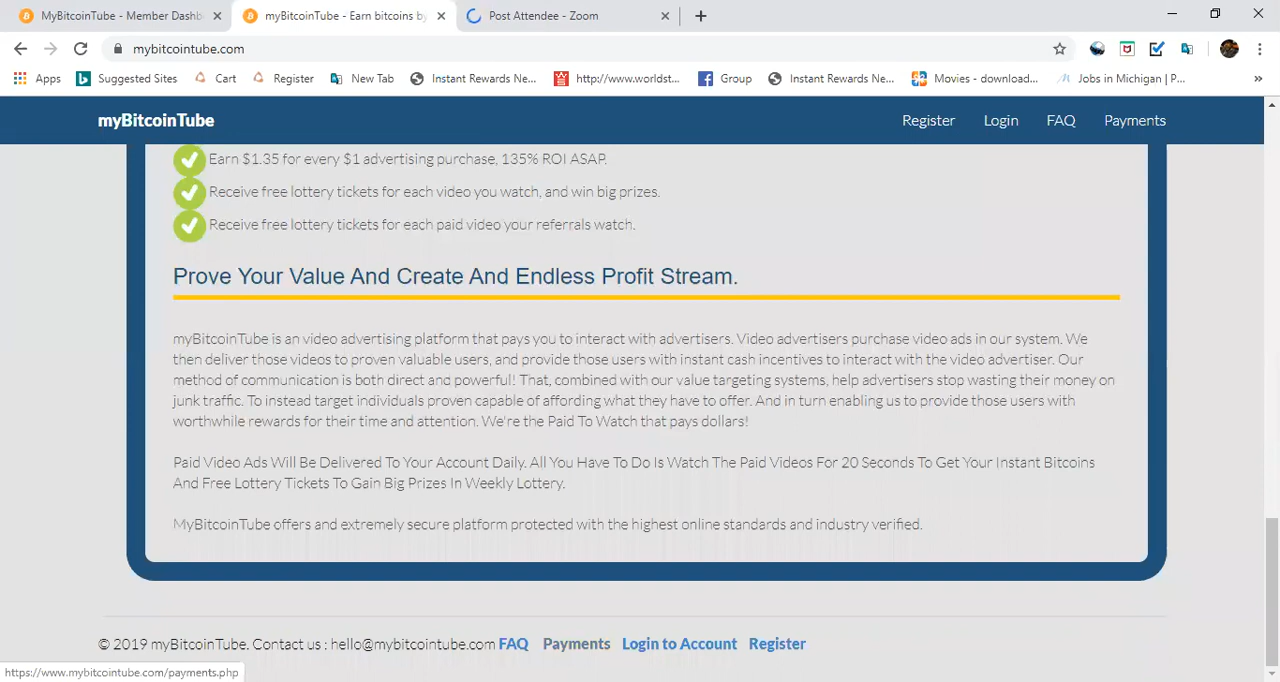 MyBitcoinTube - Member Dashb
myBitcoinTube - Earn bitcoins by
Post Attendee - Zoom
mybitcointube.com
Apps
Suggested Sites
Cart
Register
New Tab
Instant Rewards Ne...
http://www.worldst...
Group
Instant Rewards Ne...
Movies - download...
Jobs in Michigan | P...
»
myBitcoinTube
Register
Login
FAQ
Payments
Earn $1.35 for every $1 advertising purchase, 135% ROI ASAP.
Receive free lottery tickets for each video you watch, and win big prizes.
Receive free lottery tickets for each paid video your referrals watch.
Prove Your Value And Create And Endless Profit Stream.
myBitcoinTube is an video advertising platform that pays you to interact with advertisers. Video advertisers purchase video ads in our system. We
then deliver those videos to proven valuable users, and provide those users with instant cash incentives to interact with the video advertiser. Our
method of communication is both direct and powerful! That, combined with our value targeting systems, help advertisers stop wasting their money on
junk traffic. To instead target individuals proven capable of affording what they have to offer. And in turn enabling us to provide those users with
worthwhile rewards for their time and attention. We're the Paid To Watch that pays dollars!
Paid Video Ads Will Be Delivered To Your Account Daily. All You Have To Do Is Watch The Paid Videos For 20 Seconds To Get Your Instant Bitcoins
And Free Lottery Tickets To Gain Big Prizes In Weekly Lottery.
MyBitcoinTube offers and extremely secure platform protected with the highest online standards and industry verified.
© 2019 myBitcoinTube. Contact us : hello@mybitcointube.com FAQ Payments Login to Account Register
https://www.mybitcointube.com/payments.php